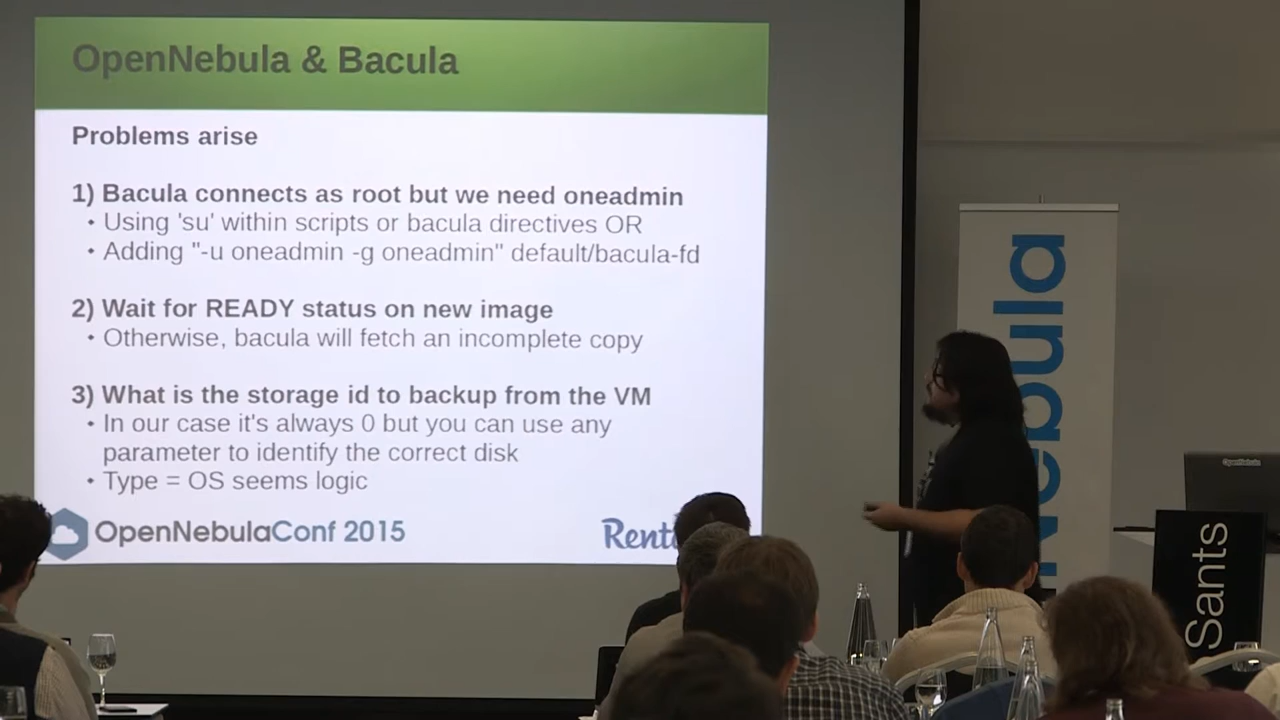 OpenNebula & Bacula
Problems arise
1) Bacula connects as root but we need oneadmin
• Using 'su' within scripts or bacula directives OR
• Adding "-u oneadmin -g oneadmin" default/bacula-fd
2) Wait for READY status on new image
• Otherwise, bacula will fetch an incomplete copy
3) What is the storage id to backup from the VM
• In our case it's always 0 but you can use any
parameter to identify the correct disk
• Type = OS seems logic
OpenNebulaConf 2015
Rent
Nebula
OpenNebula
Sants